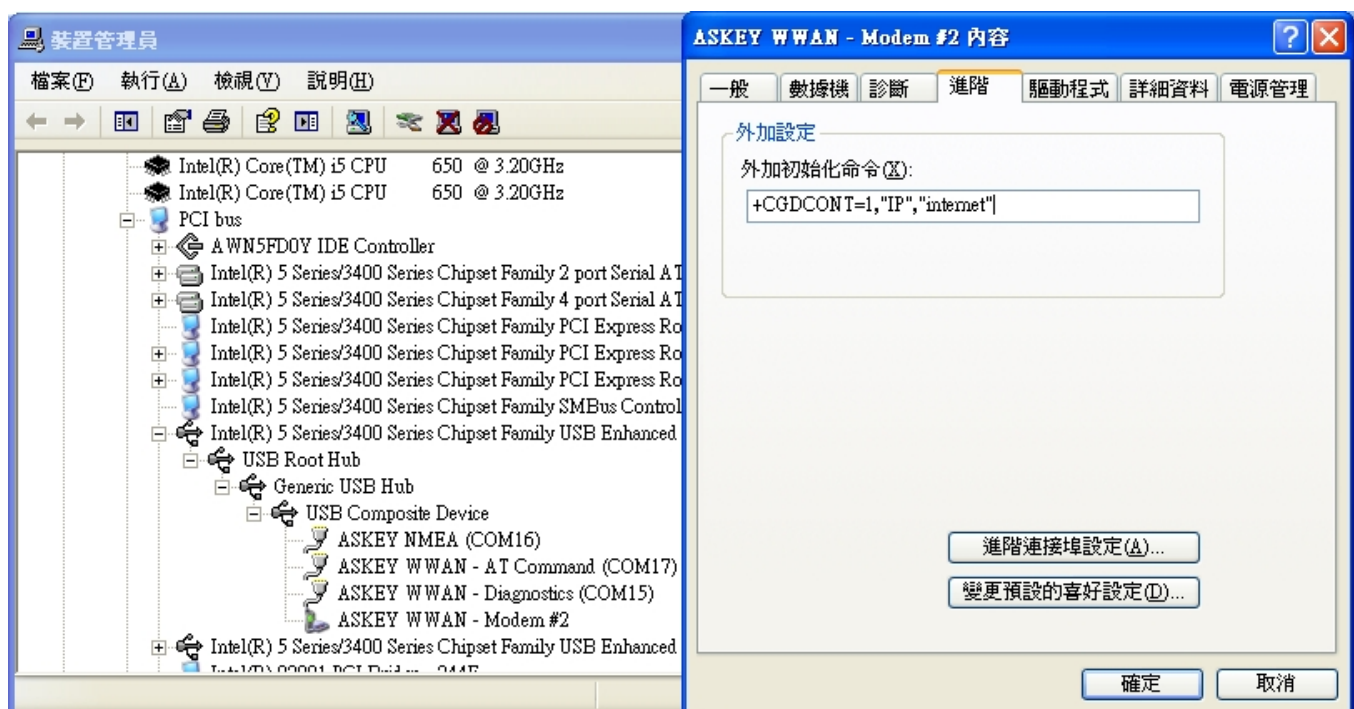 裝置管理員
檔案(F) 執行(A) 檢視(V) 說明(H)
Intel(R) Core(TM) i5 CPU 650 @ 3.20GHz
Intel(R) Core(TM) i5 CPU 650 @ 3.20GHz
PCI bus
AWN5FD0Y IDE Controller
Intel(R) 5 Series/3400 Series Chipset Family 2 port Serial AT
Intel(R) 5 Series/3400 Series Chipset Family 4 port Serial AT
Intel(R) 5 Series/3400 Series Chipset Family PCI Express Ro
Intel(R) 5 Series/3400 Series Chipset Family PCI Express Ro
Intel(R) 5 Series/3400 Series Chipset Family PCI Express Ro
Intel(R) 5 Series/3400 Series Chipset Family SMBus Control
Intel(R) 5 Series/3400 Series Chipset Family USB Enhanced
USB Root Hub
Generic USB Hub
USB Composite Device
ASKEY NMEA (COM16)
ASKEY WWAN - AT Command (COM17)
ASKEY WWAN - Diagnostics (COM15)
ASKEY WWAN - Modem #2
Intel(R) 5 Series/3400 Series Chipset Family USB Enhanced
ASKEY WWAN - Modem #2 內容
一般 數據機 診斷 進階 驅動程式 詳細資料 電源管理
外加設定
外加初始化命令(X):
+CGDCONT=1,"IP","internet"
進階連接埠設定(A)...
變更預設的喜好設定(D)...
確定 取消